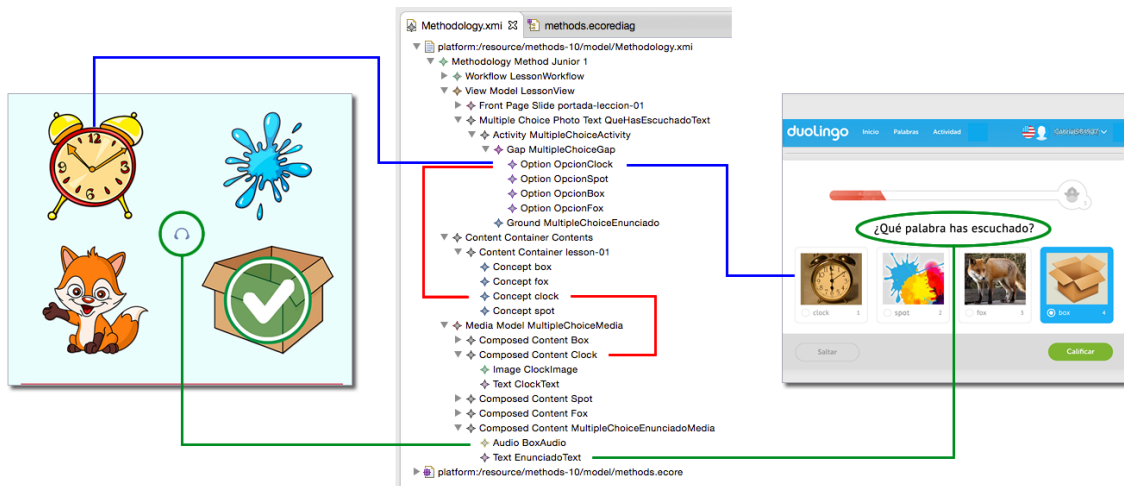 Methodology.xmi
methods.ecorediag
platform:/resource/methods-10/model/Methodology.xmi
Methodology Method Junior 1
Workflow LessonWorkflow
View Model LessonView
Front Page Slide portada-leccion-01
Multiple Choice Photo Text QueHasEscuchadoText
Activity MultipleChoiceActivity
Gap MultipleChoiceGap
Option OpcionClock
Option OpcionSpot
Option OpcionBox
Option OpcionFox
Ground MultipleChoiceEnunciado
Content Container Contents
Content Container lesson-01
Concept box
Concept fox
Concept clock
Concept spot
Media Model MultipleChoiceMedia
Composed Content Box
Composed Content Clock
Image ClockImage
Text ClockText
Composed Content Spot
Composed Content Fox
Composed Content MultipleChoiceEnunciadoMedia
Audio BoxAudio
Text EnunciadoText
platform:/resource/methods-10/model/methods.ecore
12
duolingo Inicio Palabras Actividad
¿Qué palabra has escuchado?
clock 1 spot 2 fox 3 box 4
Saltar Calificar